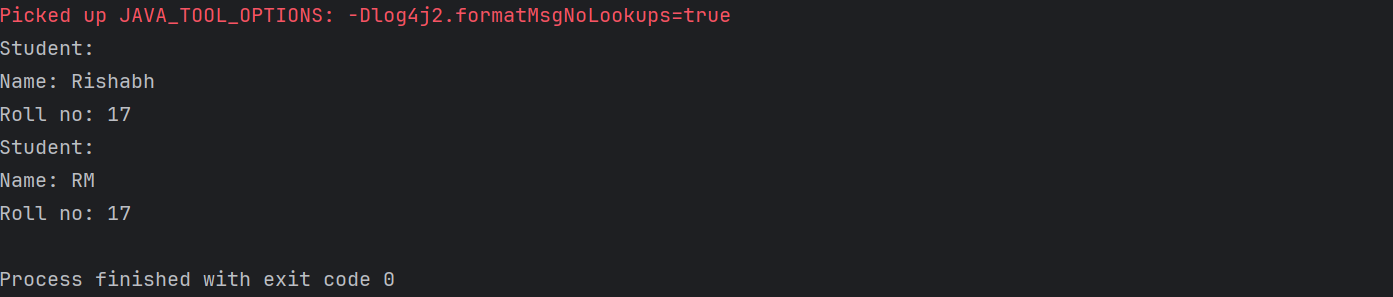 Picked up JAVA_TOOL_OPTIONS: -Dlog4j2.formatMsgNoLookups=true
Student:
Name: Rishabh
Roll no: 17
Student:
Name: RM
Roll no: 17
Process finished with exit code 0